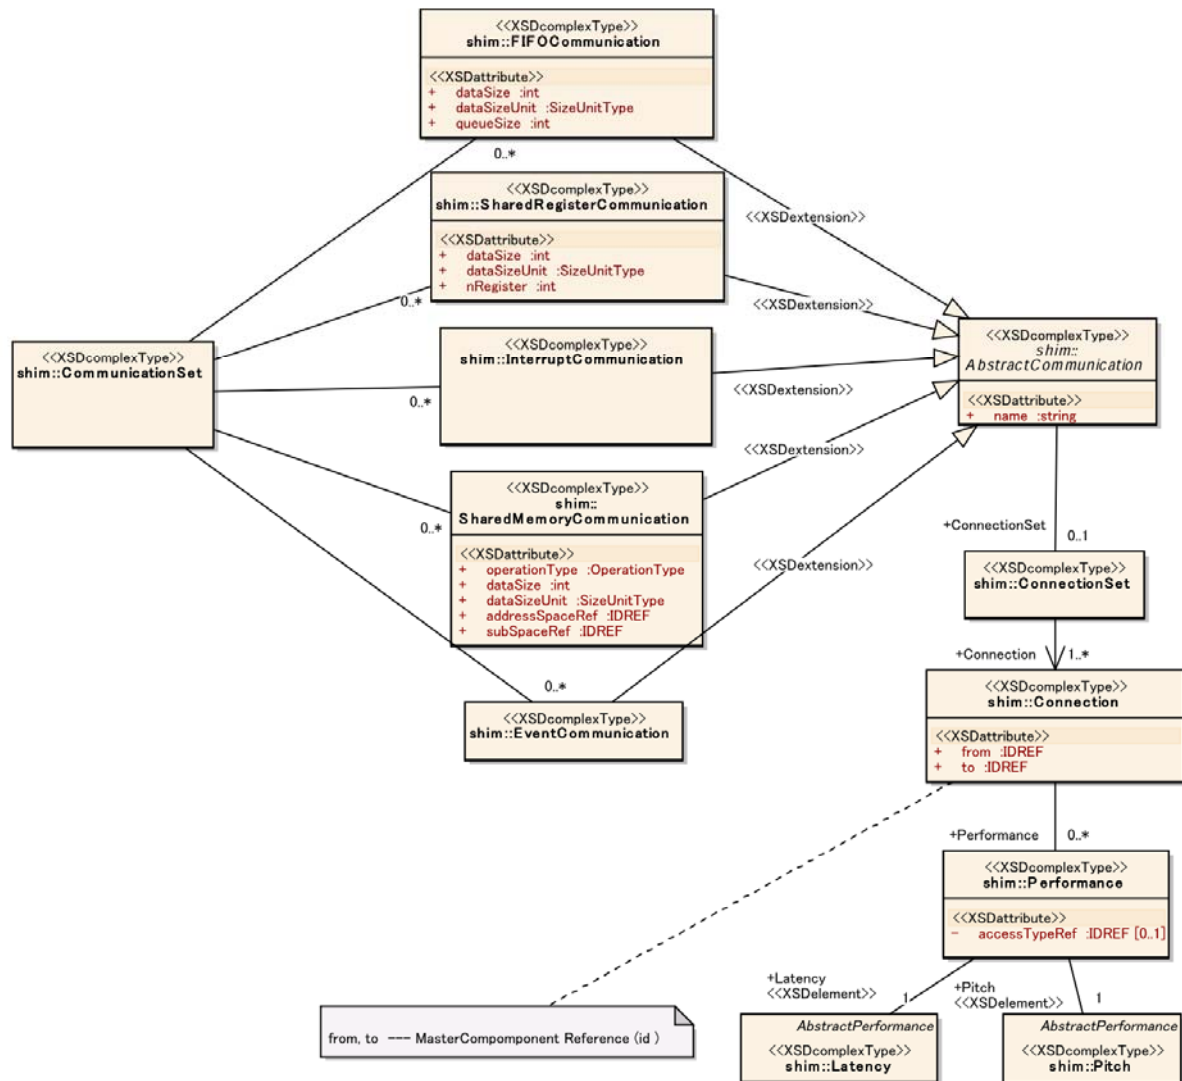 <<XSDcomplexType>>
shim::FIFOCommunication
<<XSDattribute>>
+ dataSize :int
+ dataSizeUnit :SizeUnitType
+ queueSize :int
0..*
<<XSDcomplexType>>
shim::SharedRegisterCommunication
<<XSDattribute>>
+ dataSize :int
+ dataSizeUnit :SizeUnitType
+ nRegister :int
0..*
<<XSDextension>>
<<XSDextension>>
<<XSDcomplexType>>
shim::CommunicationSet
<<XSDcomplexType>>
shim::InterruptCommunication
0..*
<<XSDextension>>
<<XSDcomplexType>>
shim::
AbstractCommunication
<<XSDattribute>>
+ name :string
<<XSDextension>>
<<XSDcomplexType>>
shim::
SharedMemoryCommunication
<<XSDattribute>>
+ operationType :OperationType
+ dataSize :int
+ dataSizeUnit :SizeUnitType
+ addressSpaceRef :IDREF
+ subSpaceRef :IDREF
0..*
<<XSDextension>>
+ConnectionSet
0..1
<<XSDcomplexType>>
shim::ConnectionSet
0..*
<<XSDcomplexType>>
shim::EventCommunication
+Connection
1..*
<<XSDcomplexType>>
shim::Connection
<<XSDattribute>>
+ from :IDREF
+ to :IDREF
+Performance
0..*
<<XSDcomplexType>>
shim::Performance
<<XSDattribute>>
- accessTypeRef :IDREF [0..1]
+Latency
<<XSDelement>>
1
+Pitch
<<XSDelement>>
1
from, to --- MasterCompomponent Reference (id )
AbstractPerformance
<<XSDcomplexType>>
shim::Latency
AbstractPerformance
<<XSDcomplexType>>
shim::Pitch